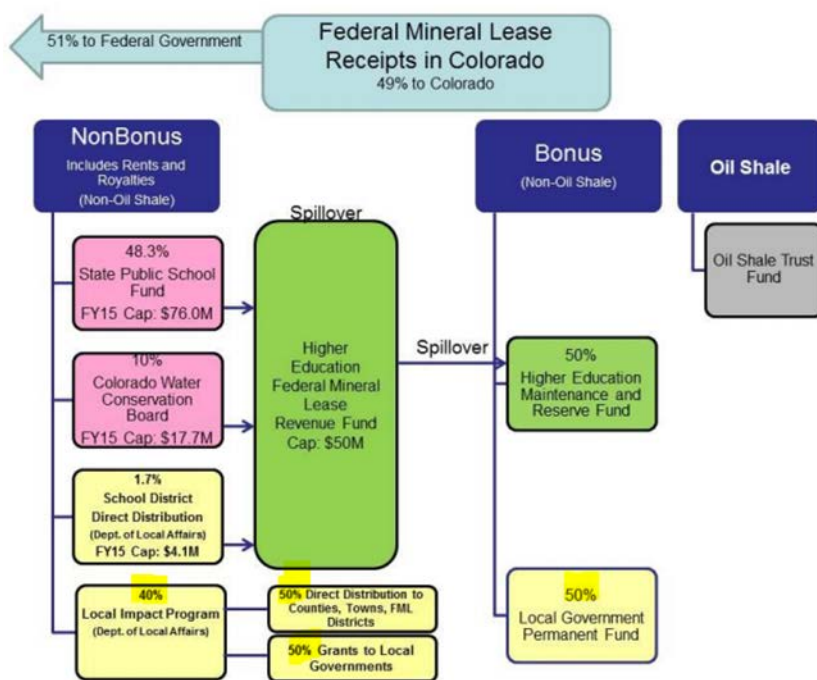 51% to Federal Government
Federal Mineral Lease
Receipts in Colorado
49% to Colorado
NonBonus
Includes Rents and
Royalties
(Non-Oil Shale)
48.3%
State Public School
Fund
FY15 Cap: $76.0M
10%
Colorado Water
Conservation
Board
FY15 Cap: $17.7M
1.7%
School District
Direct Distribution
(Dept. of Local Affairs)
FY15 Cap: $4.1M
40%
Local Impact Program
(Dept. of Local Affairs)
50% Direct Distribution to
Counties, Towns, FML
Districts
50% Grants to Local
Governments
Spillover
Higher
Education
Federal Mineral
Lease
Revenue Fund
Cap: $50M
Spillover
Bonus
(Non-Oil Shale)
50%
Higher Education
Maintenance and
Reserve Fund
50%
Local Government
Permanent Fund
Oil Shale
Oil Shale Trust
Fund